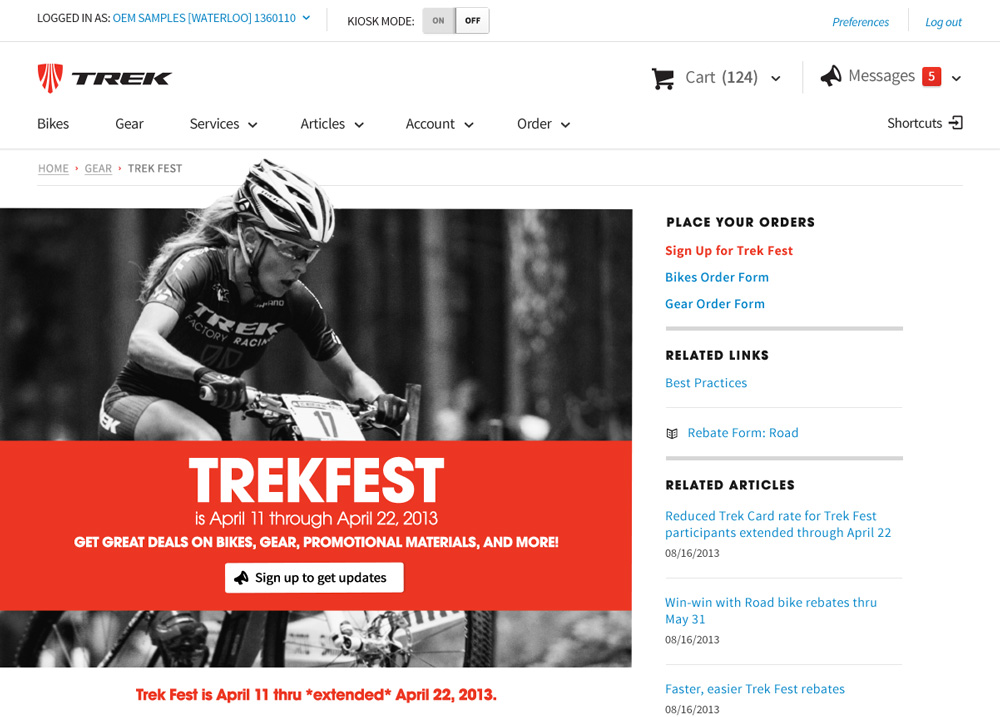 LOGGED IN AS: OEM SAMPLES [WATERLOO] 1360110
KIOSK MODE: ON OFF
Preferences
Log out
TREK
Cart (124)
Messages 5
Bikes
Gear
Services
Articles
Account
Order
Shortcuts
HOME › GEAR › TREK FEST
TREK
FACTORY RACING
17
TREKFEST
is April 11 through April 22, 2013
GET GREAT DEALS ON BIKES, GEAR, PROMOTIONAL MATERIALS, AND MORE!
Sign up to get updates
Trek Fest is April 11 thru *extended* April 22, 2013.
PLACE YOUR ORDERS
Sign Up for Trek Fest
Bikes Order Form
Gear Order Form
RELATED LINKS
Best Practices
Rebate Form: Road
RELATED ARTICLES
Reduced Trek Card rate for Trek Fest
participants extended through April 22
08/16/2013
Win-win with Road bike rebates thru
May 31
08/16/2013
Faster, easier Trek Fest rebates
08/16/2013